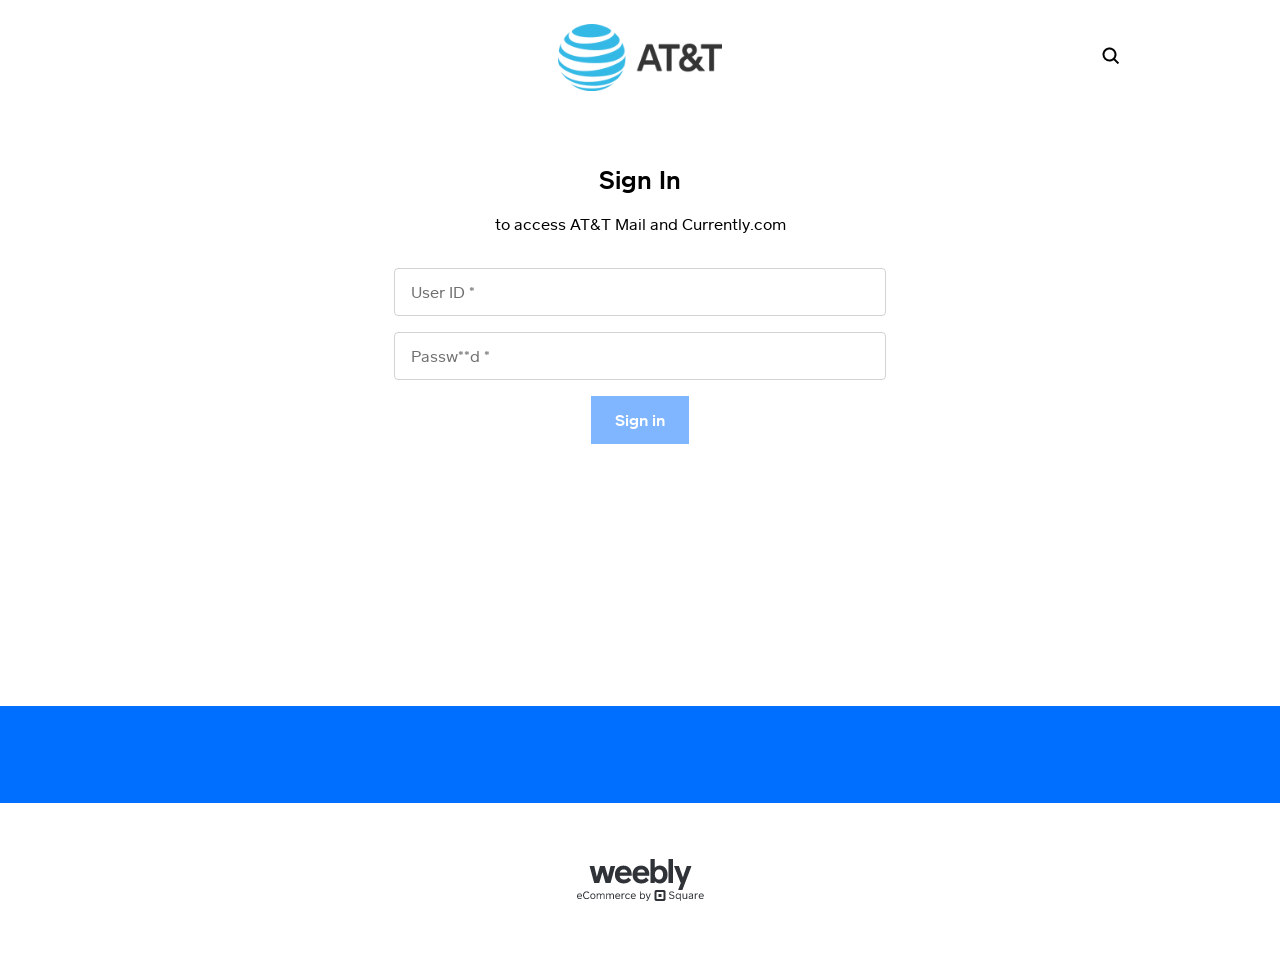 AT&T
Sign In
to access AT&T Mail and Currently.com
User ID *
Passw**d *
Sign in
weebly
eCommerce by Square